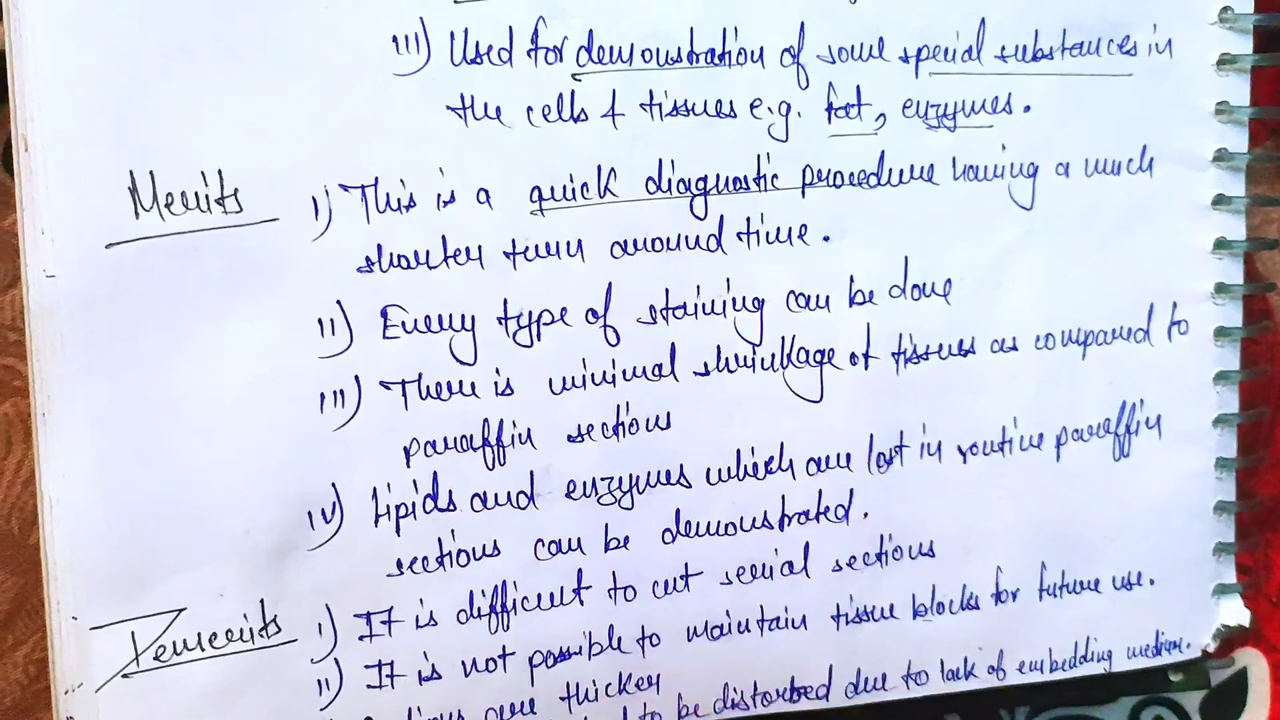 III) Used for demonstration of some special substances in
the cells & tissues e.g. fat, enzymes.
Merits I) This is a quick diagnostic procedure having a much
shorter turn around time.
II) Every type of staining can be done
III) There is minimal shrinkage of tissues as compared to
paraffin sections
IV) Lipids and enzymes which are lost in routine paraffin
sections can be demonstrated.
Demerits I) It is difficult to cut serial sections
II) It is not possible to maintain tissue blocks for future use.
are thicker
to be distorted due to lack of embedding medium.